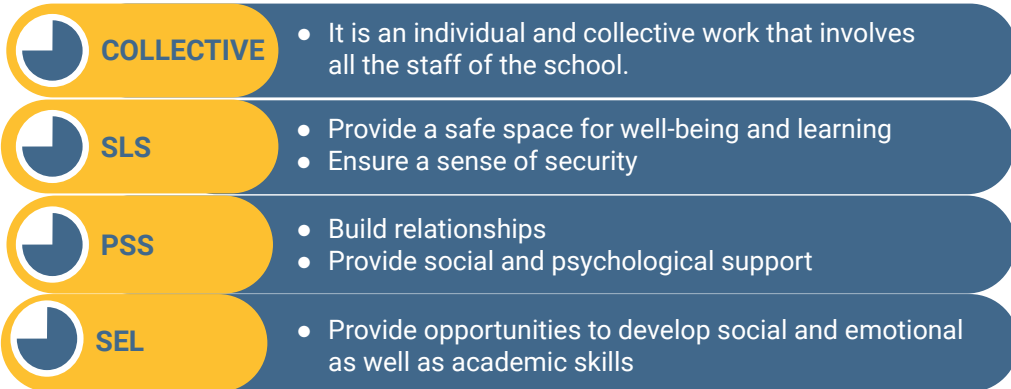 COLLECTIVE
● It is an individual and collective work that involves
all the staff of the school.
SLS
● Provide a safe space for well-being and learning
● Ensure a sense of security
PSS
● Build relationships
● Provide social and psychological support
SEL
● Provide opportunities to develop social and emotional
as well as academic skills